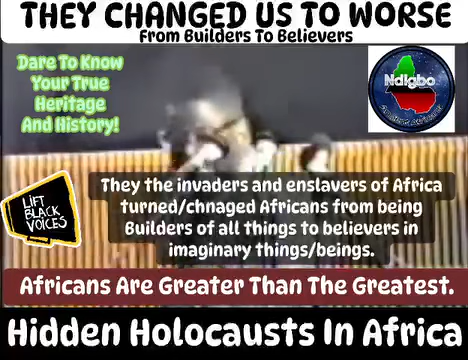 THEY CHANGED US TO WORSE
From Builders To Believers
Dare To Know
Your True
Heritage
And History!
Ndigbo
LIFT
BLACK
VOICES
They the invaders and enslavers of Africa
turned/chnaged Africans from being
Builders of all things to believers in
imaginary things/beings.
Africans Are Greater Than The Greatest.
Hidden Holocausts In Africa